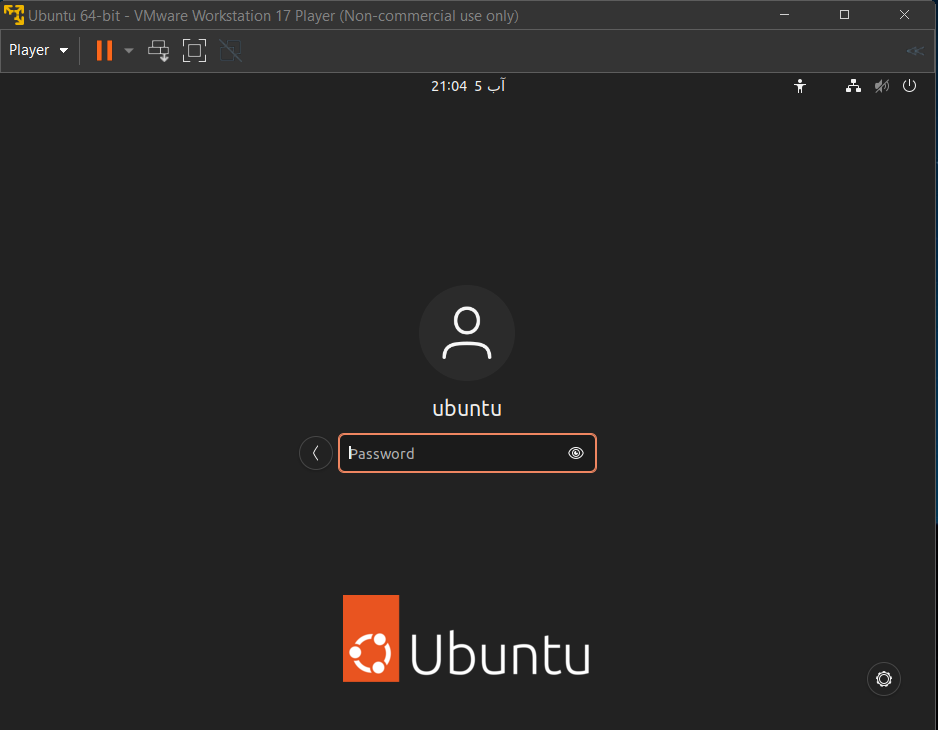 Ubuntu 64-bit - VMware Workstation 17 Player (Non-commercial use only)
Player
21:04 5 آب
ubuntu
Password
Ubuntu